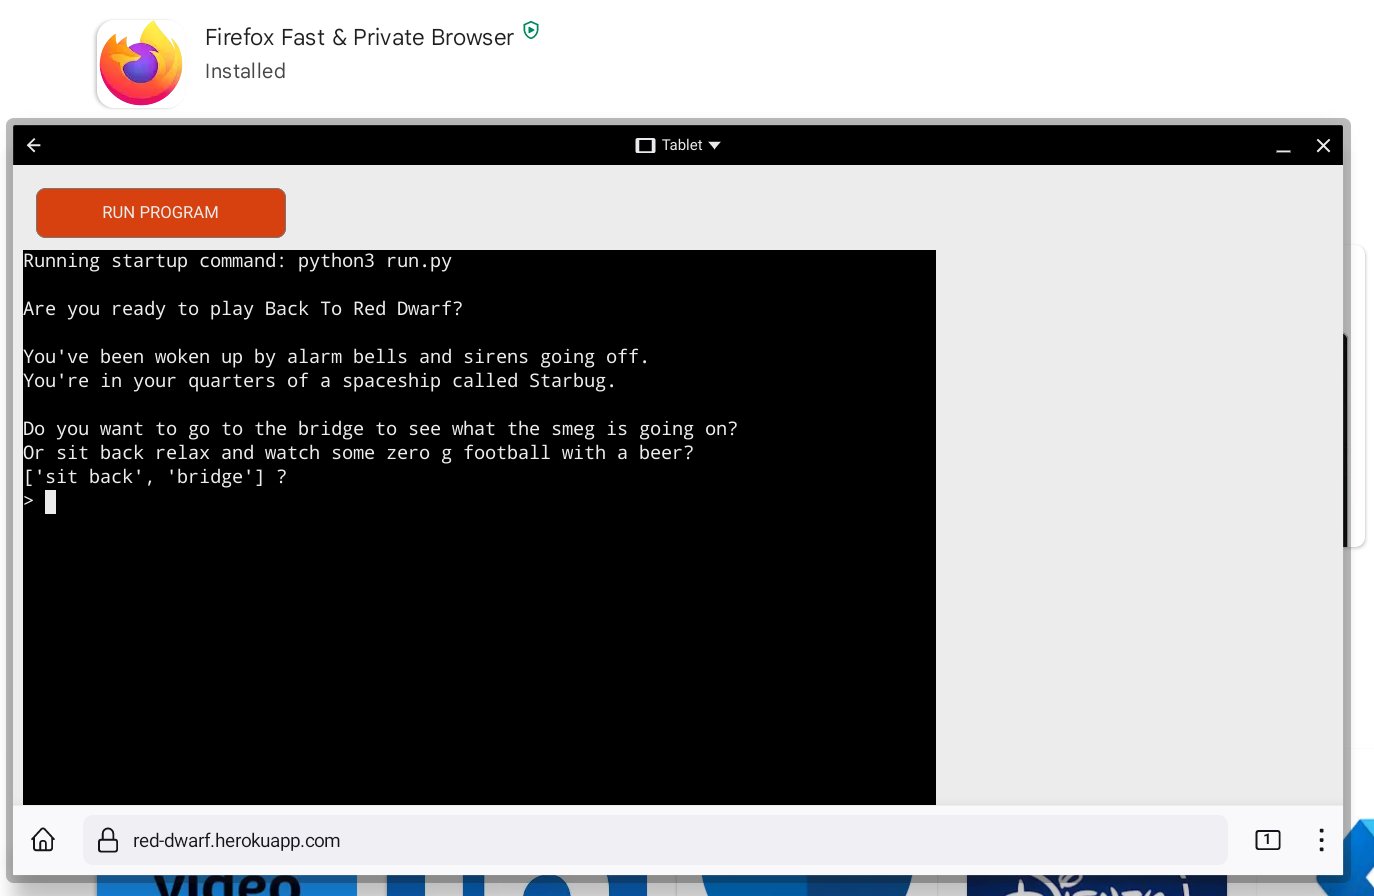 Firefox Fast & Private Browser
Installed
Tablet
RUN PROGRAM
Running startup command: python3 run.py
Are you ready to play Back To Red Dwarf?
You've been woken up by alarm bells and sirens going off.
You're in your quarters of a spaceship called Starbug.
Do you want to go to the bridge to see what the smeg is going on?
Or sit back relax and watch some zero g football with a beer?
['sit back', 'bridge'] ?
>
red-dwarf.herokuapp.com
1
video